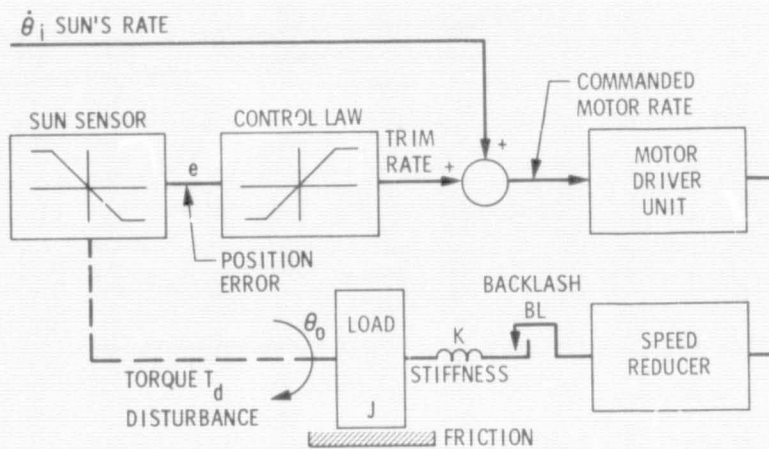 θ̇i SUN'S RATE
COMMANDED
MOTOR RATE
SUN SENSOR
CONTROL LAW
TRIM
RATE
+
+
e
MOTOR
DRIVER
UNIT
POSITION
ERROR
BACKLASH
BL
θ0
LOAD
K
STIFFNESS
SPEED
REDUCER
TORQUE Td
DISTURBANCE
J
FRICTION